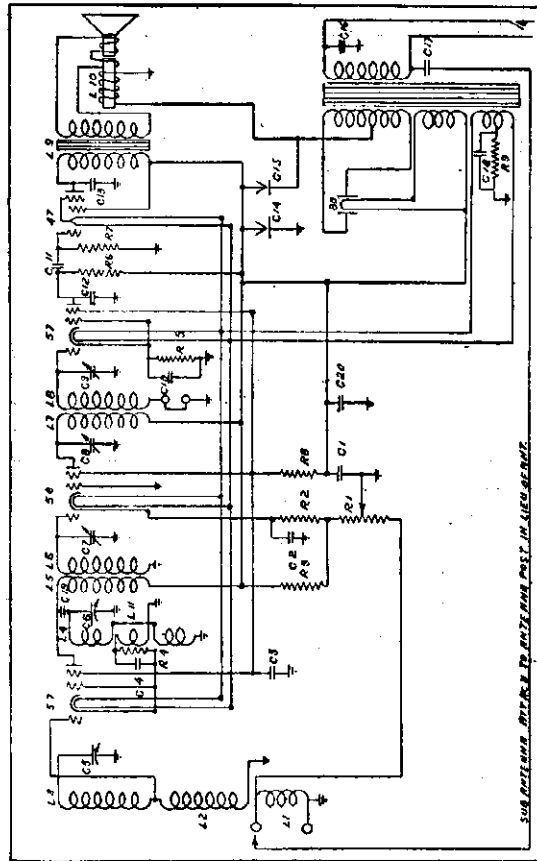 L3
57
L4
C19
L5 L6
58
L7 L8
57
C11
47
L9
C5
C6
C7
C8
C9
C12
R6
R7
C13
L10
C4
R4
L11
C10
R5
L2
C3
R3
C2
R2
R8
C14
C15
L1
R1
C1
C20
80
C16
C18
R9
C17
SUB ANTENNA ATTACH TO ANTENNA POST IN LIEU OF ANT.